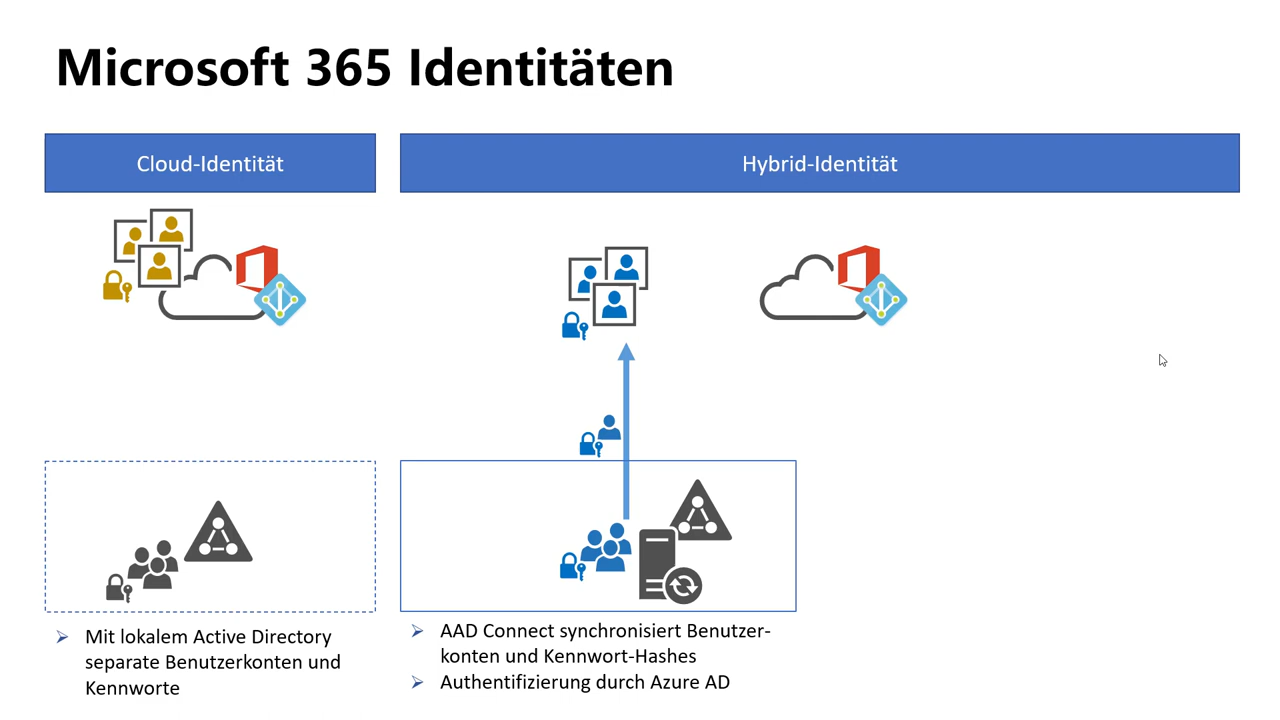 Microsoft 365 Identitäten
Cloud-Identität
Hybrid-Identität
Mit lokalem Active Directory
separate Benutzerkonten und
Kennworte
AAD Connect synchronisiert Benutzer-
konten und Kennwort-Hashes
Authentifizierung durch Azure AD